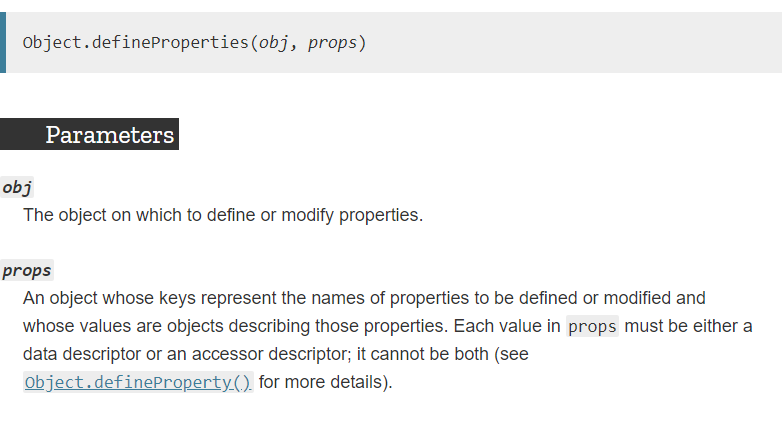 Object.defineProperties(obj, props)
Parameters
obj
The object on which to define or modify properties.
props
An object whose keys represent the names of properties to be defined or modified and
whose values are objects describing those properties. Each value in props must be either a
data descriptor or an accessor descriptor; it cannot be both (see
Object.defineProperty() for more details).